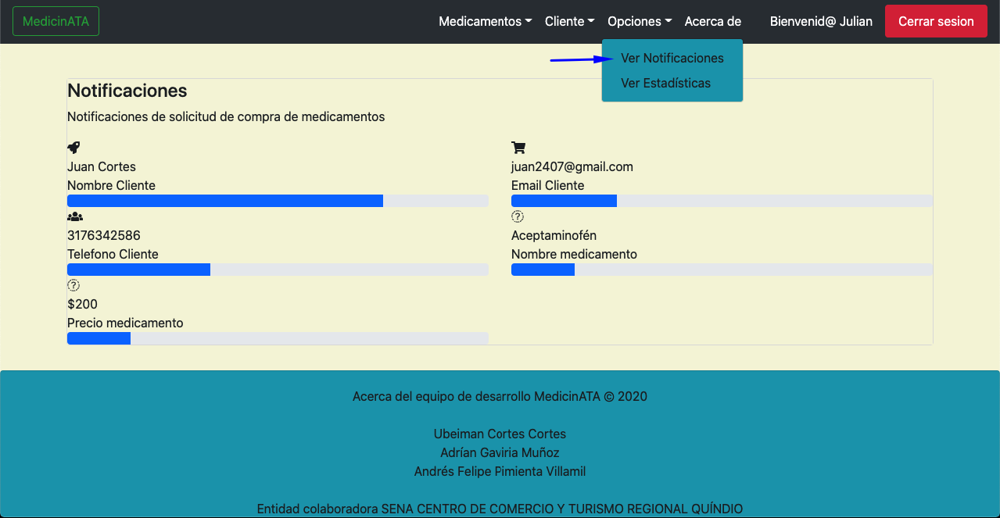 MedicinATA
Medicamentos Cliente Opciones Acerca de Bienvenid@ Julian Cerrar sesion
Ver Notificaciones
Ver Estadísticas
Notificaciones
Notificaciones de solicitud de compra de medicamentos
Juan Cortes
Nombre Cliente
juan2407@gmail.com
Email Cliente
3176342586
Telefono Cliente
Aceptaminofén
Nombre medicamento
$200
Precio medicamento
Acerca del equipo de desarrollo MedicinATA © 2020
Ubeiman Cortes Cortes
Adrían Gaviria Muñoz
Andrés Felipe Pimienta Villamil
Entidad colaboradora SENA CENTRO DE COMERCIO Y TURISMO REGIONAL QUÍNDIO